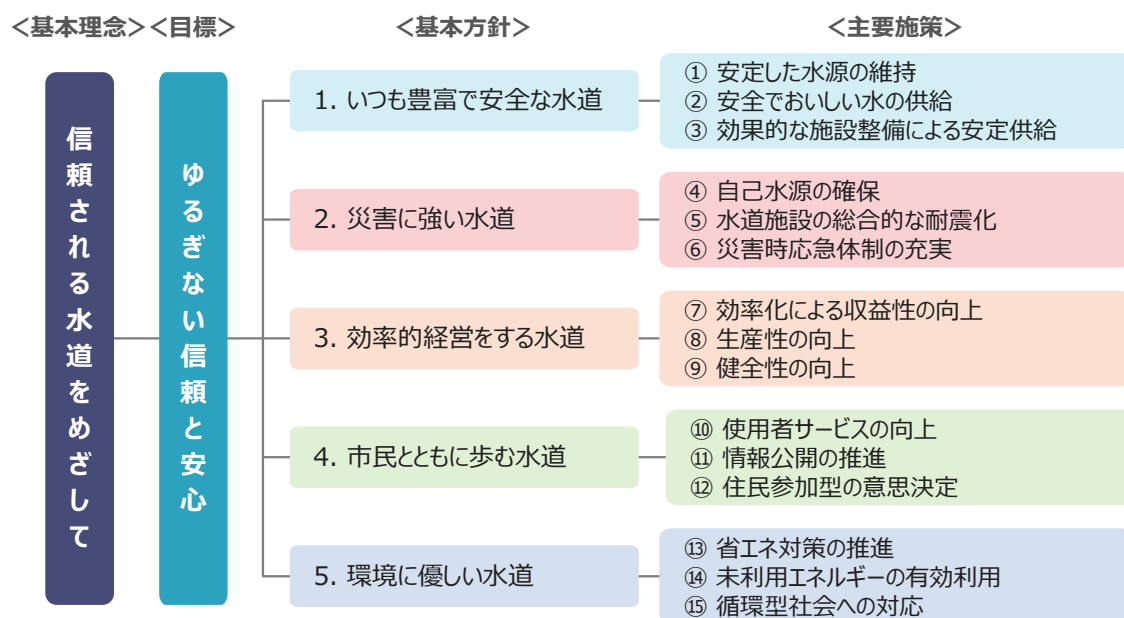 ＜基本理念＞＜目標＞ ＜基本方針＞ ＜主要施策＞
信頼される水道をめざして
ゆるぎない信頼と安心
1. いつも豊富で安全な水道
① 安定した水源の維持
② 安全でおいしい水の供給
③ 効果的な施設整備による安定供給
2. 災害に強い水道
④ 自己水源の確保
⑤ 水道施設の総合的な耐震化
⑥ 災害時応急体制の充実
3. 効率的経営をする水道
⑦ 効率化による収益性の向上
⑧ 生産性の向上
⑨ 健全性の向上
4. 市民とともに歩む水道
⑩ 使用者サービスの向上
⑪ 情報公開の推進
⑫ 住民参加型の意思決定
5. 環境に優しい水道
⑬ 省エネ対策の推進
⑭ 未利用エネルギーの有効利用
⑮ 循環型社会への対応